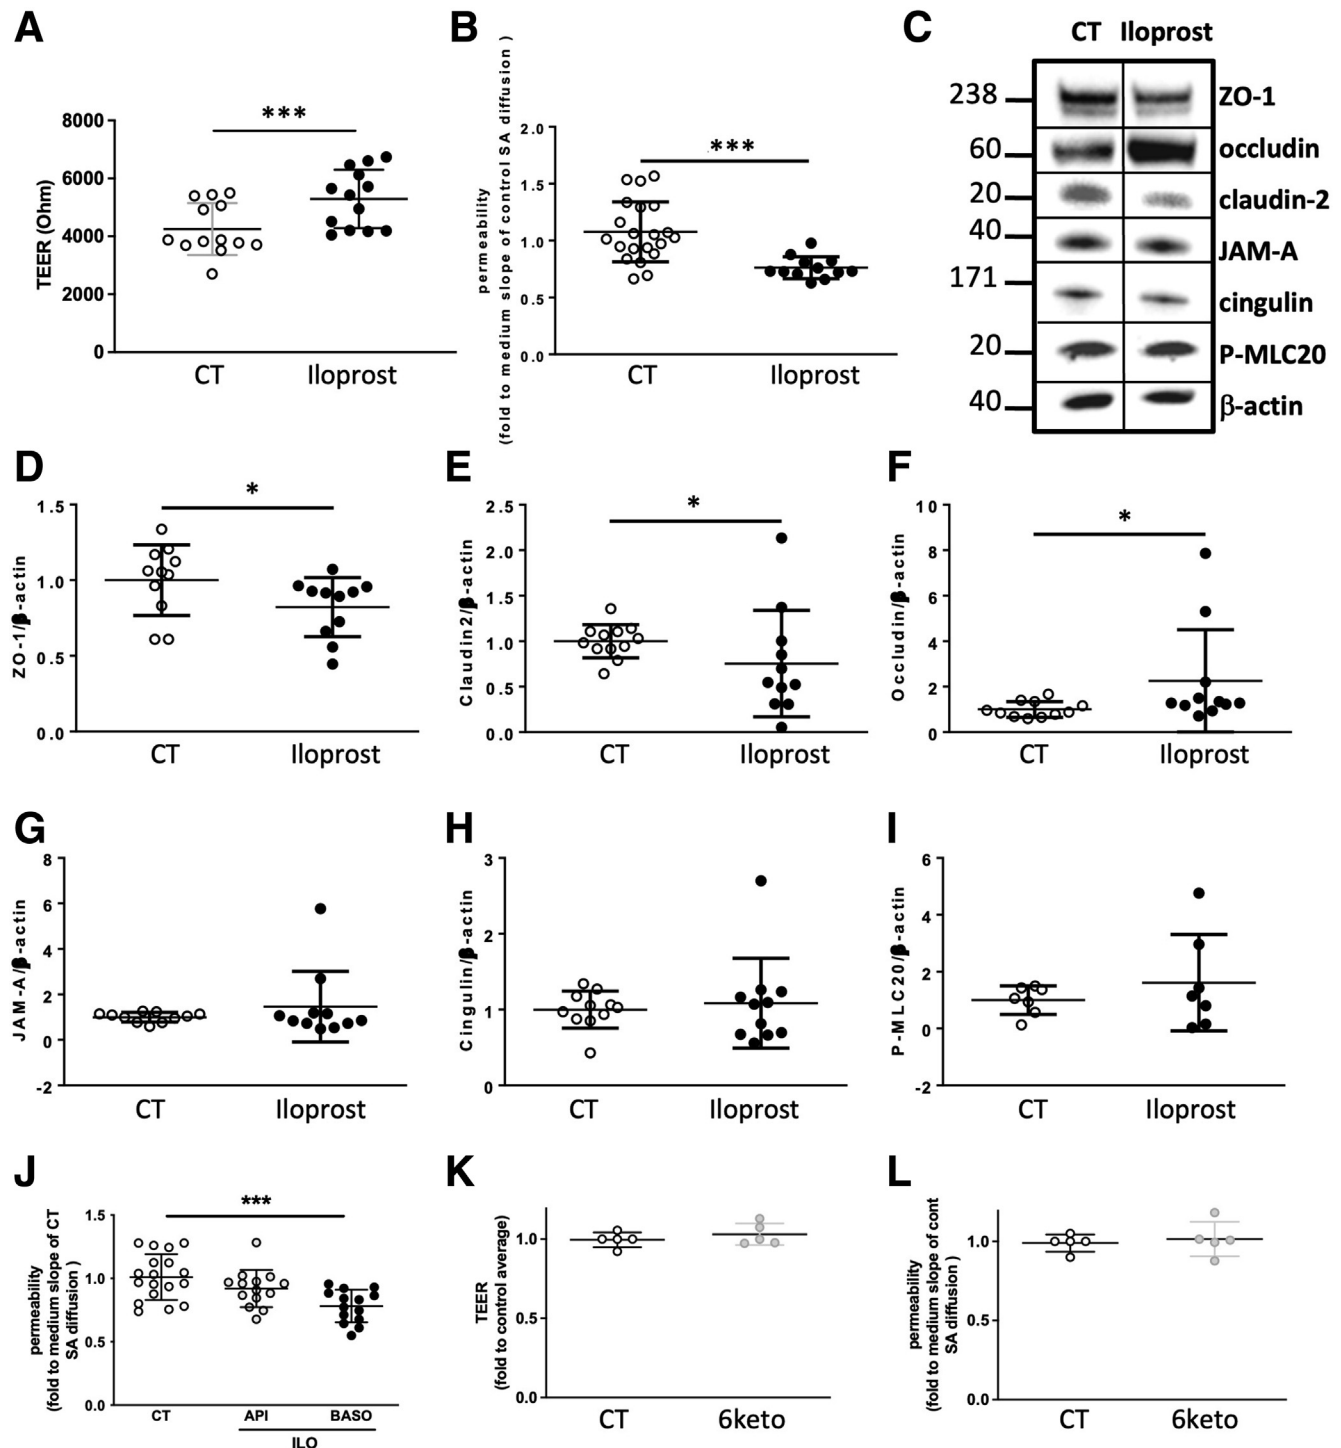 A
TEER (Ohm)
8000
6000
4000
2000
0
***
CT
Iloprost
B
permeability
(fold to medium slope of control SA diffusion )
2.0
1.5
1.0
0.5
0.0
***
CT
Iloprost
C
CT Iloprost
238 ZO-1
60 occludin
20 claudin-2
40 JAM-A
171 cingulin
20 P-MLC20
40 β-actin
D
ZO-1/β-actin
1.5
1.0
0.5
0.0
*
CT
Iloprost
E
Claudin2/β-actin
2.5
2.0
1.5
1.0
0.5
0.0
*
CT
Iloprost
F
Occludin/β-actin
10
8
6
4
2
0
*
CT
Iloprost
G
JAM-A/β-actin
8
6
4
2
0
-2
CT
Iloprost
H
Cingulin/β-actin
3
2
1
0
CT
Iloprost
I
P-MLC20/β-actin
6
4
2
0
-2
CT
Iloprost
J
permeability
(fold to medium slope of CT
SA diffusion )
1.5
1.0
0.5
0.0
***
CT
API
BASO
ILO
K
TEER
(fold to control average)
1.0
0.5
0.0
CT
6keto
L
permeability
(fold to medium slope of cont
SA diffusion )
1.0
0.5
0.0
CT
6keto